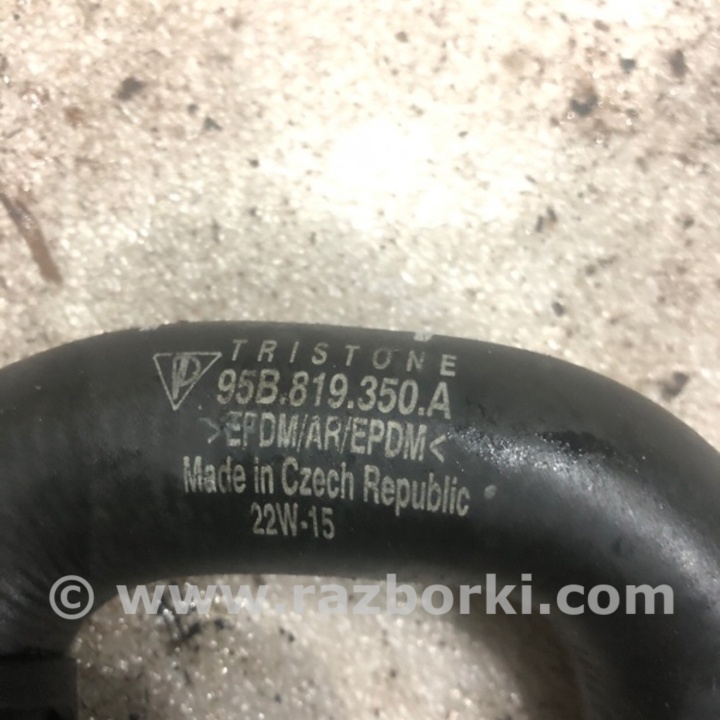 TRISTONE
95B.819.350.A
>EPDM/AR/EPDM<
Made in Czech Republic
22W-15
© www.razborki.com